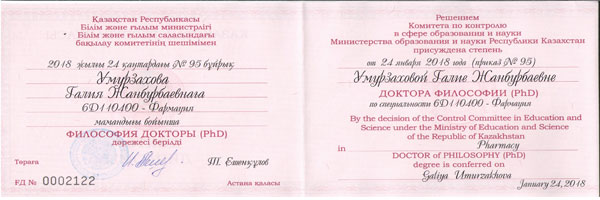 Қазақстан Республикасы
Білім және ғылым министрлігі
Білім және ғылым саласындағы
бақылау комитетінің шешімімен
2018 жылғы 24 қаңтардағы № 95 бұйрық
Умурзахова
Галия Жанбурбаевнаға
6D110400 - Фармация
мамандығы бойынша
ФИЛОСОФИЯ ДОКТОРЫ (PhD)
дәрежесі берілді
Төраға
Т. Ешенқұлов
ҒД № 0002122
Астана қаласы
Решением
Комитета по контролю
в сфере образования и науки
Министерства образования и науки Республики Казахстан
присуждена степень
от 24 января 2018 года (приказ № 95)
Умурзаховой Галие Жанбурбаевне
ДОКТОРА ФИЛОСОФИИ (PhD)
по специальности 6D110400 - Фармация
By the decision of the Control Committee in Education and
Science under the Ministry of Education and Science
of the Republic of Kazakhstan
in Pharmacy
DOCTOR OF PHILOSOPHY (PhD)
degree is conferred on
Galiya Umurzakhova
January 24, 2018